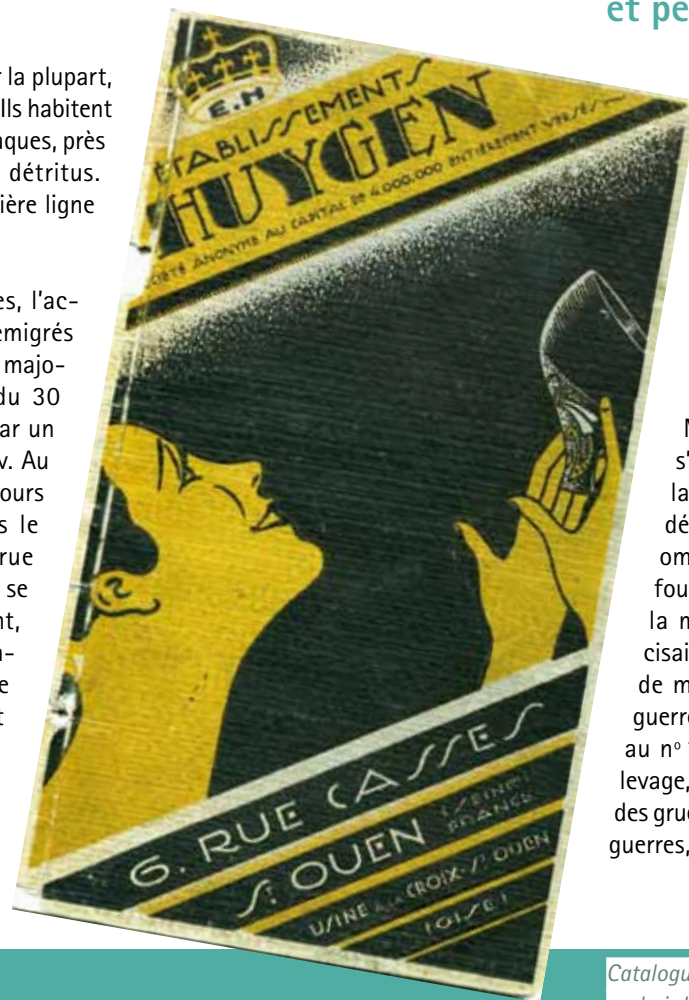 et pe
r la plupart,
Ils habitent
aques, près
détritus.
ière ligne
es, l'ac-
émigrés
majo-
du 30
ar un
v. Au
ours
s le
rue
se
nt,
n-
e
t
E.H
ÉTABLISSEMENTS
HUYGEN
CIÉTÉ ANONYME AU CAPITAL DE 4.000.000 ENTIÈREMENT VERSÉS
6. RUE CASSES
St OUEN (SEINE) FRANCE
USINE A LA CROIX-St OUEN
(OISE)
s'
la
dé
om
fou
la n
cisai
de m
guerre
au n°
levage,
des grue
guerres,
Catalogu